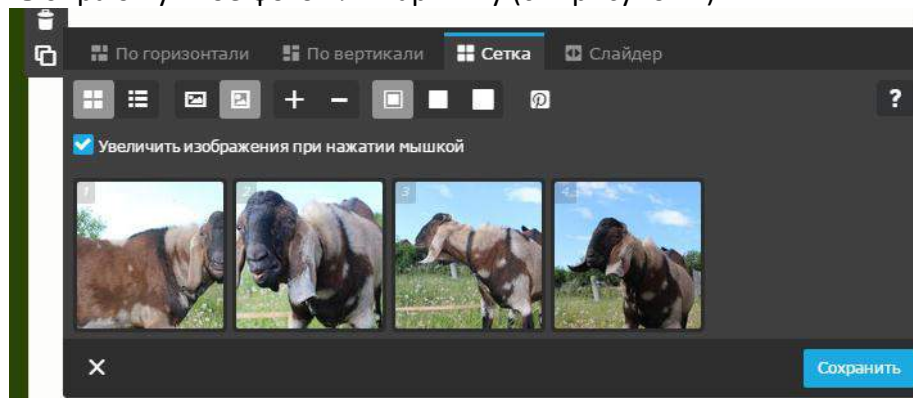 По горизонтали По вертикали Сетка Слайдер
?
Увеличить изображения при нажатии мышкой
1 2 3 4
Сохранить